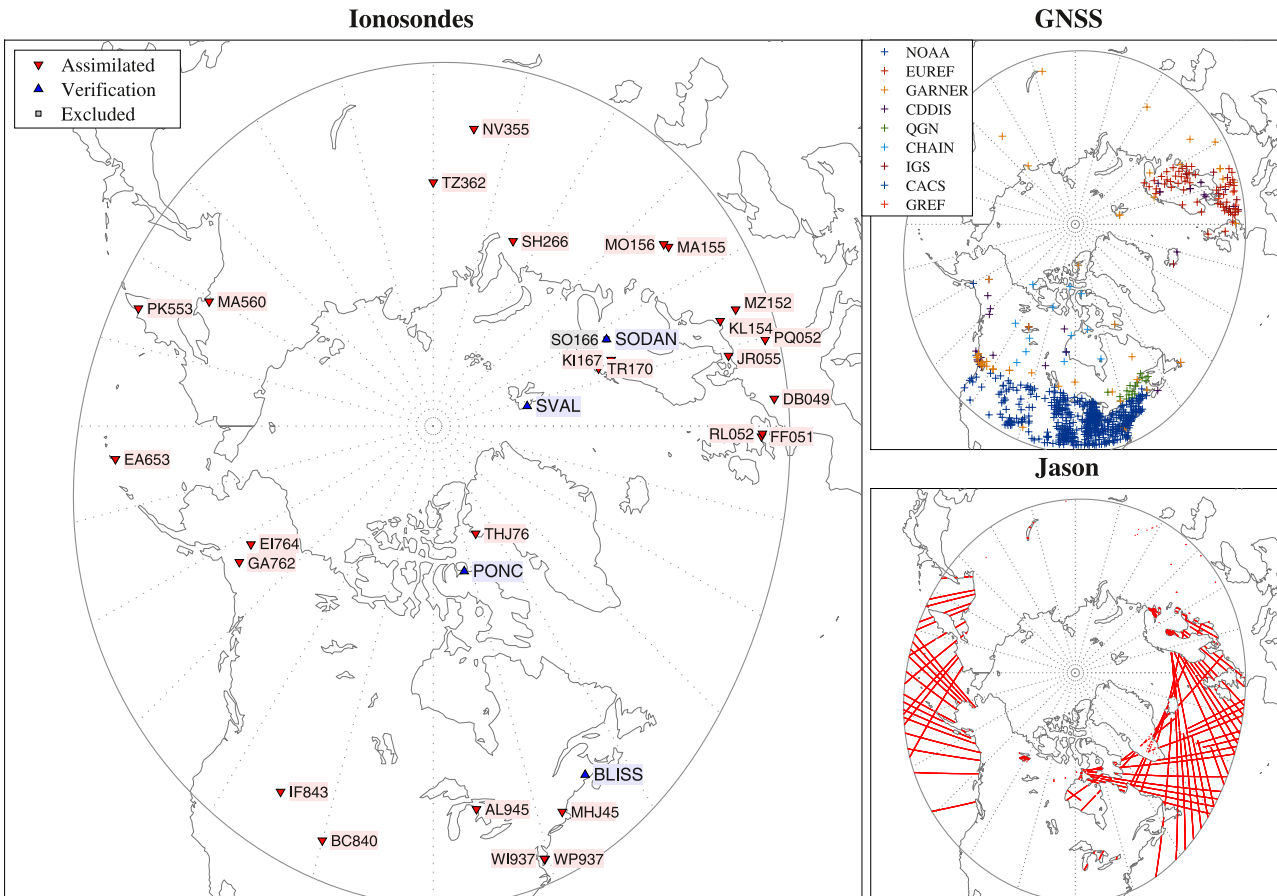 Ionosondes
Assimilated
Verification
Excluded
NV355
TZ362
SH266
MO156
MA155
PK553
MA560
MZ152
KL154
PQ052
SO166
SODAN
KI167
TR170
JR055
SVAL
DB049
RL052
FF051
EA653
THJ76
EI764
GA762
PONC
BLISS
IF843
AL945
MHJ45
BC840
WI937
WP937
GNSS
NOAA
EUREF
GARNER
CDDIS
QGN
CHAIN
IGS
CACS
GREF
Jason